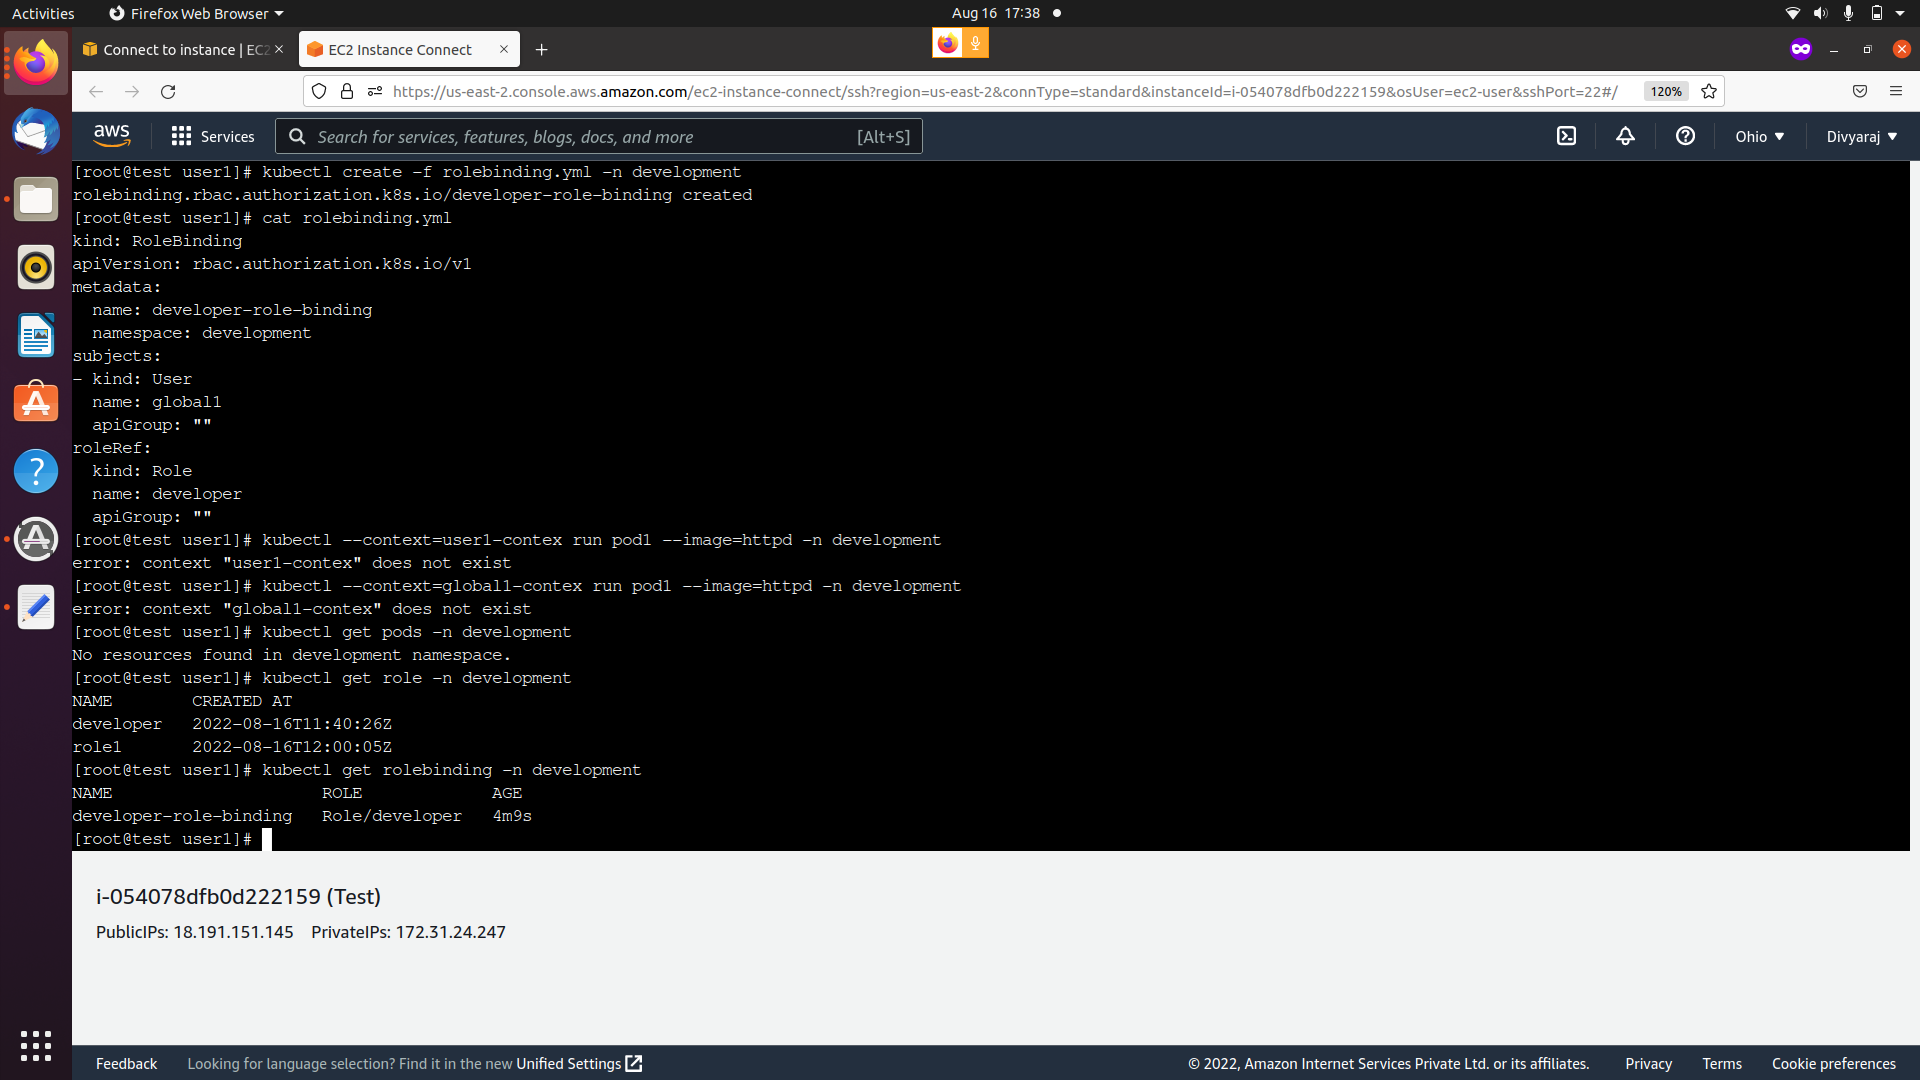 Activities
Firefox Web Browser
Aug 16 17:38
Connect to instance | EC2
EC2 Instance Connect
https://us-east-2.console.aws.amazon.com/ec2-instance-connect/ssh?region=us-east-2&connType=standard&instanceId=i-054078dfb0d222159&osUser=ec2-user&sshPort=22#/
120%
aws
Services
Search for services, features, blogs, docs, and more
[Alt+S]
Ohio
Divyaraj
[root@test user1]# kubectl create -f rolebinding.yml -n development
rolebinding.rbac.authorization.k8s.io/developer-role-binding created
[root@test user1]# cat rolebinding.yml
kind: RoleBinding
apiVersion: rbac.authorization.k8s.io/v1
metadata:
  name: developer-role-binding
  namespace: development
subjects:
- kind: User
  name: global1
  apiGroup: ""
roleRef:
  kind: Role
  name: developer
  apiGroup: ""
[root@test user1]# kubectl --context=user1-contex run pod1 --image=httpd -n development
error: context "user1-contex" does not exist
[root@test user1]# kubectl --context=global1-contex run pod1 --image=httpd -n development
error: context "global1-contex" does not exist
[root@test user1]# kubectl get pods -n development
No resources found in development namespace.
[root@test user1]# kubectl get role -n development
NAME        CREATED AT
developer   2022-08-16T11:40:26Z
role1       2022-08-16T12:00:05Z
[root@test user1]# kubectl get rolebinding -n development
NAME                     ROLE             AGE
developer-role-binding   Role/developer   4m9s
[root@test user1]#
i-054078dfb0d222159 (Test)
PublicIPs: 18.191.151.145 PrivateIPs: 172.31.24.247
Feedback
Looking for language selection? Find it in the new Unified Settings
© 2022, Amazon Internet Services Private Ltd. or its affiliates.
Privacy
Terms
Cookie preferences